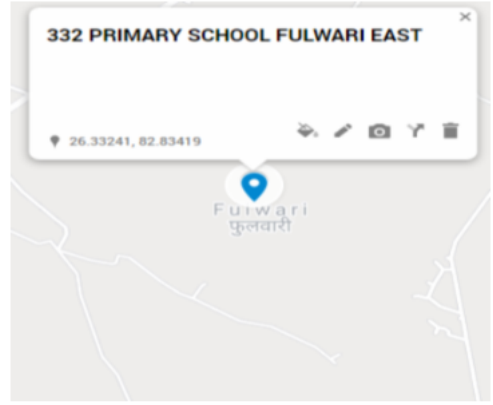 332 PRIMARY SCHOOL FULWARI EAST
26.33241, 82.83419
Fulwari
फुलवारी